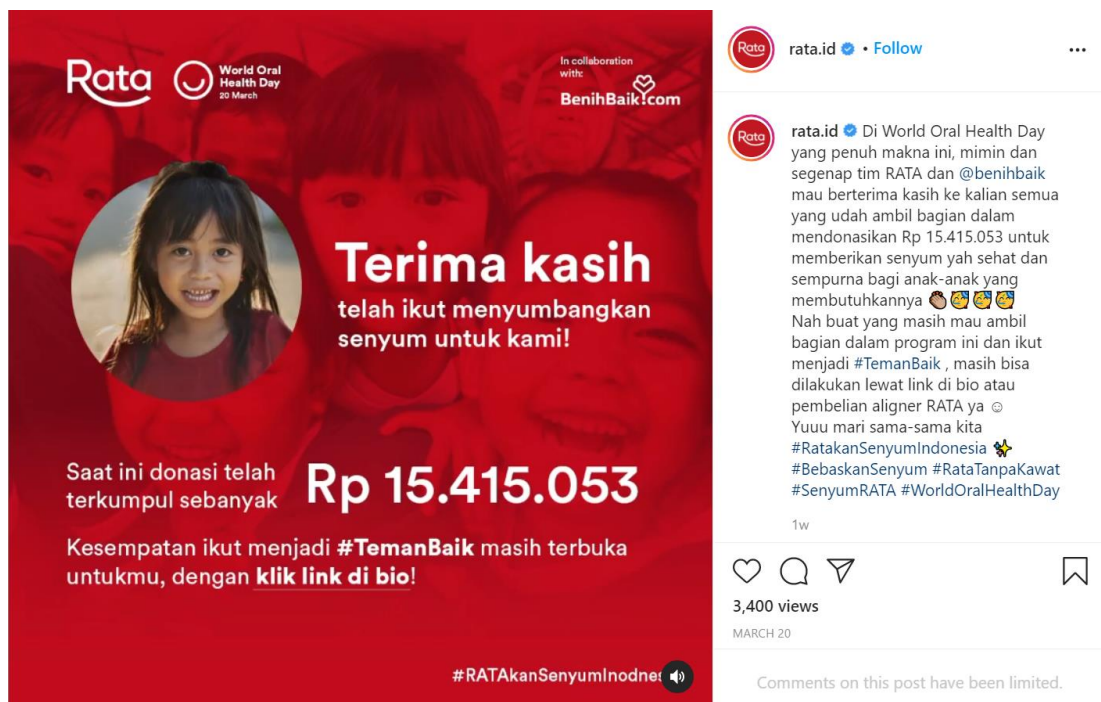 Rata
World Oral
Health Day
20 March
In collaboration
with:
BenihBaik.com
Terima kasih
telah ikut menyumbangkan
senyum untuk kami!
Saat ini donasi telah
terkumpul sebanyak
Rp 15.415.053
Kesempatan ikut menjadi #TemanBaik masih terbuka
untukmu, dengan klik link di bio!
#RATAkanSenyumInodnes
Rata
rata.id • Follow
Rata
rata.id Di World Oral Health Day
yang penuh makna ini, mimin dan
segenap tim RATA dan @benihbaik
mau berterima kasih ke kalian semua
yang udah ambil bagian dalam
mendonasikan Rp 15.415.053 untuk
memberikan senyum yah sehat dan
sempurna bagi anak-anak yang
membutuhkannya 👏🏽🥳🥳🥳
Nah buat yang masih mau ambil
bagian dalam program ini dan ikut
menjadi #TemanBaik , masih bisa
dilakukan lewat link di bio atau
pembelian aligner RATA ya ☺
Yuuu mari sama-sama kita
#RatakanSenyumIndonesia ✨
#BebaskanSenyum #RataTanpaKawat
#SenyumRATA #WorldOralHealthDay
1w
3,400 views
MARCH 20
Comments on this post have been limited.